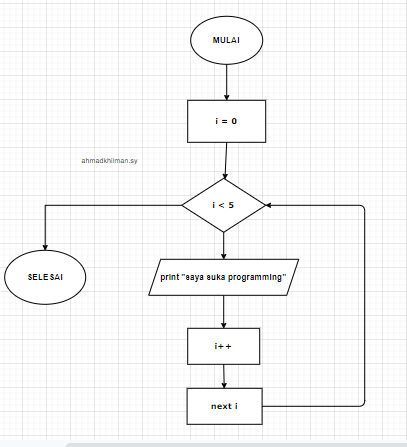 MULAI
i = 0
ahmadkhilman.sy
i < 5
SELESAI
print "saya suka programming"
i++
next i